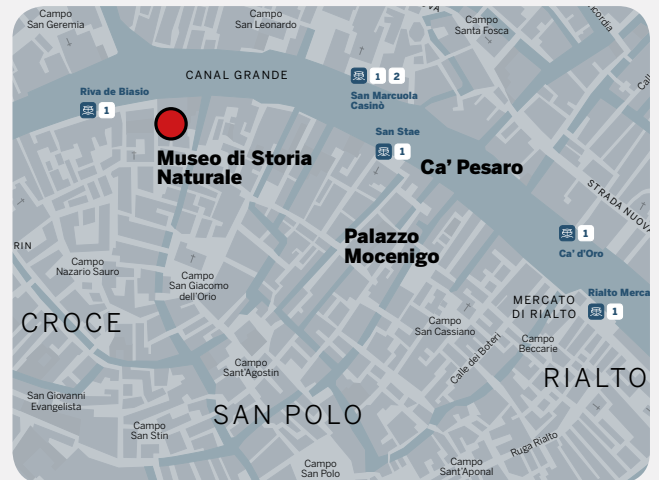 Campo
San Geremia
Campo
San Leonardo
Campo
Santa Fosca
CANAL GRANDE
1 2
San Marcuola
Casinò
Riva de Biasio
1
San Stae
1
Museo di Storia
Naturale
Ca' Pesaro
STRADA NUOVA
Palazzo
Mocenigo
1
Ca' d'Oro
RIN
Campo
Nazario Sauro
Campo
San Giacomo
dell'Orio
Rialto Merca
1
MERCATO
DI RIALTO
CROCE
Campo
San Cassiano
Calle dei Boteri
Campo
Beccarie
Campo
Sant'Agostin
RIALTO
San Giovanni
Evangelista
SAN POLO
Campo
San Stin
Ruga Rialto
Campo
San Polo
Campo
Sant'Aponal